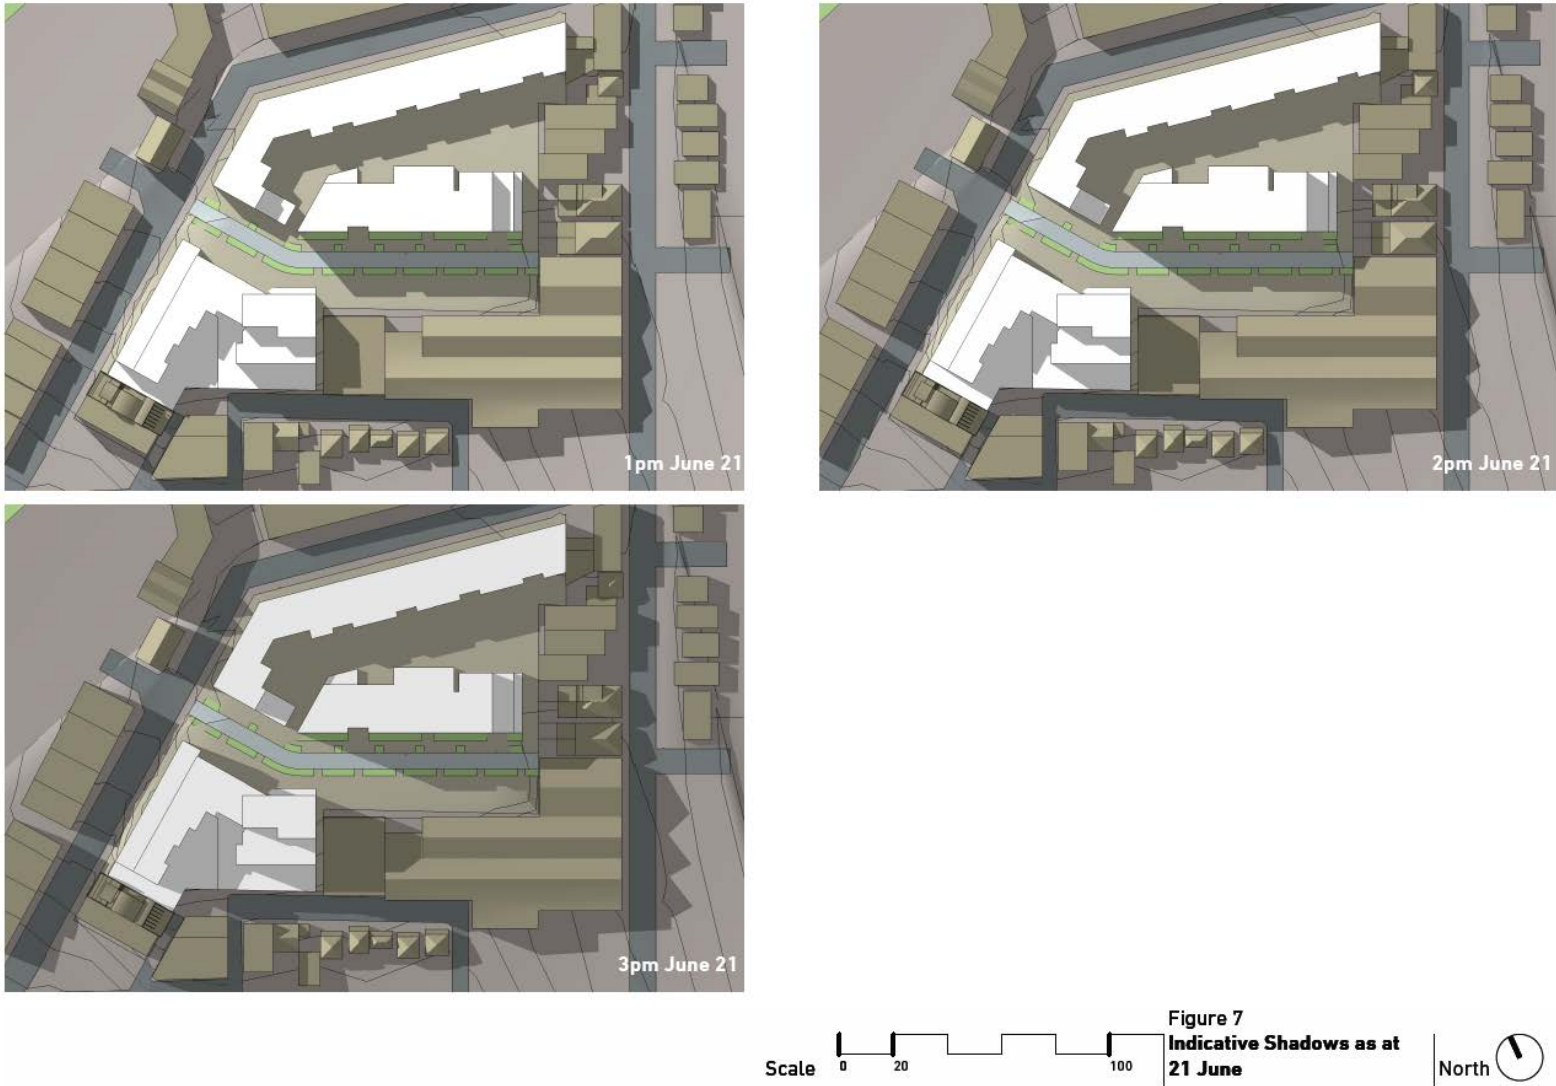 1pm June 21
2pm June 21
3pm June 21
Scale 0 20 100
Figure 7
Indicative Shadows as at
21 June
North